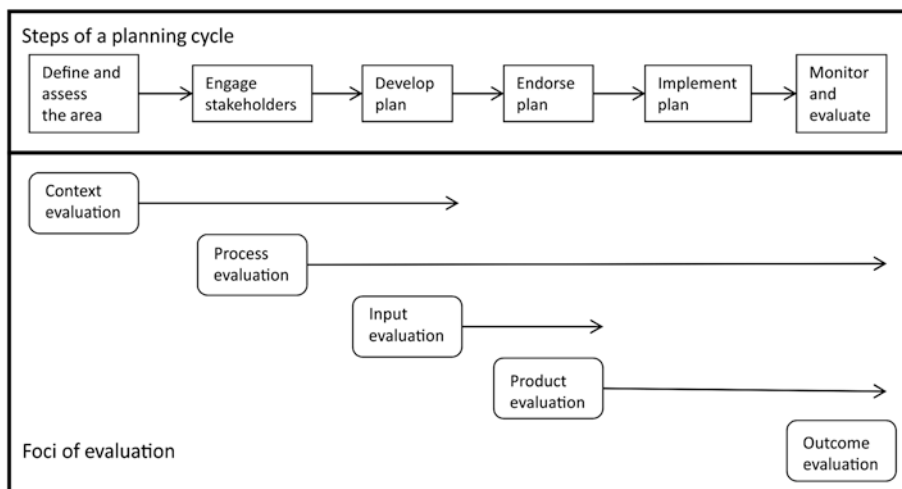 Steps of a planning cycle
Define and
assess
the area
Engage
stakeholders
Develop
plan
Endorse
plan
Implement
plan
Monitor
and
evaluate
Context
evaluation
Process
evaluation
Input
evaluation
Product
evaluation
Outcome
evaluation
Foci of evaluation